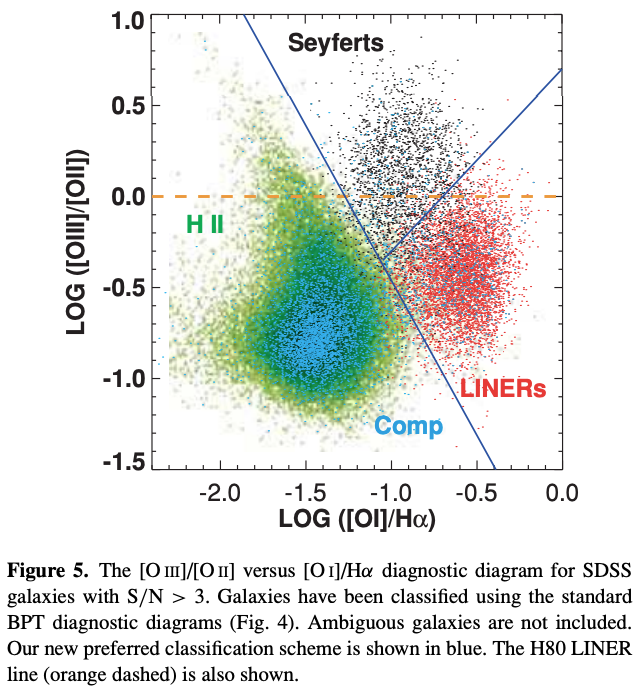 1.0
Seyferts
0.5
0.0
H II
-0.5
-1.0
LINERs
Comp
-1.5
LOG ([OIII]/[OII])
-2.0 -1.5 -1.0 -0.5 0.0
LOG ([OI]/Hα)
Figure 5. The [O III]/[O II] versus [O I]/Hα diagnostic diagram for SDSS
galaxies with S/N > 3. Galaxies have been classified using the standard
BPT diagnostic diagrams (Fig. 4). Ambiguous galaxies are not included.
Our new preferred classification scheme is shown in blue. The H80 LINER
line (orange dashed) is also shown.